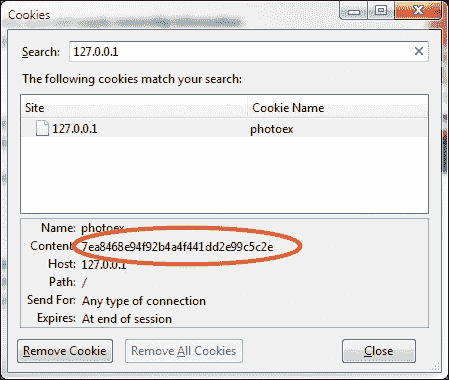 Cookies
Search: 127.0.0.1
The following cookies match your search:
Site Cookie Name
127.0.0.1 photoex
Name: photoex
Content: 7ea8468e94f92b4a4f441dd2e99c5c2e
Host: 127.0.0.1
Path: /
Send For: Any type of connection
Expires: At end of session
Remove Cookie Remove All Cookies Close